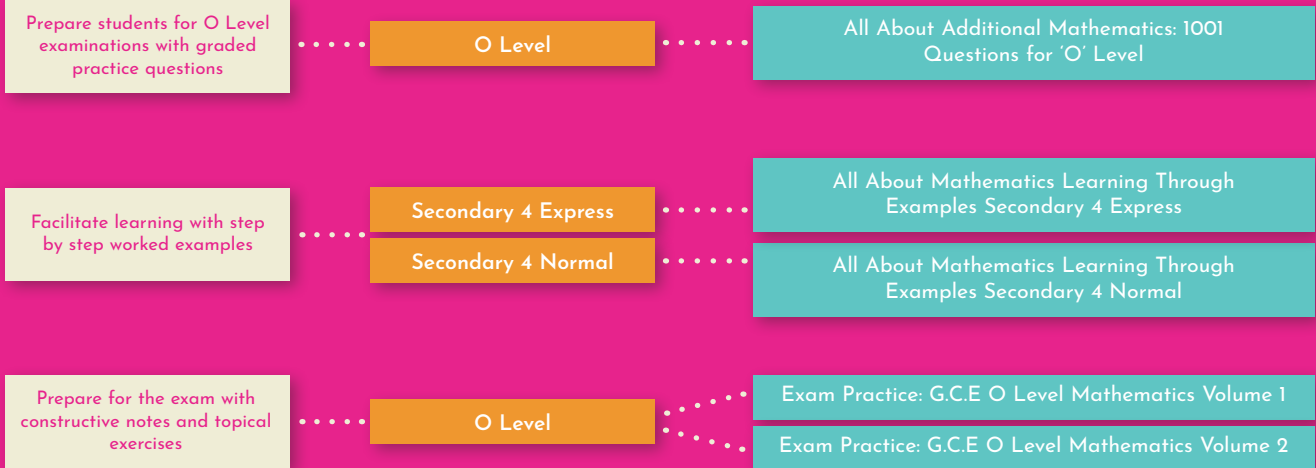 Prepare students for O Level
examinations with graded
practice questions
O Level
All About Additional Mathematics: 1001
Questions for ‘O’ Level
Facilitate learning with step
by step worked examples
Secondary 4 Express
Secondary 4 Normal
All About Mathematics Learning Through
Examples Secondary 4 Express
All About Mathematics Learning Through
Examples Secondary 4 Normal
Prepare for the exam with
constructive notes and topical
exercises
O Level
Exam Practice: G.C.E O Level Mathematics Volume 1
Exam Practice: G.C.E O Level Mathematics Volume 2